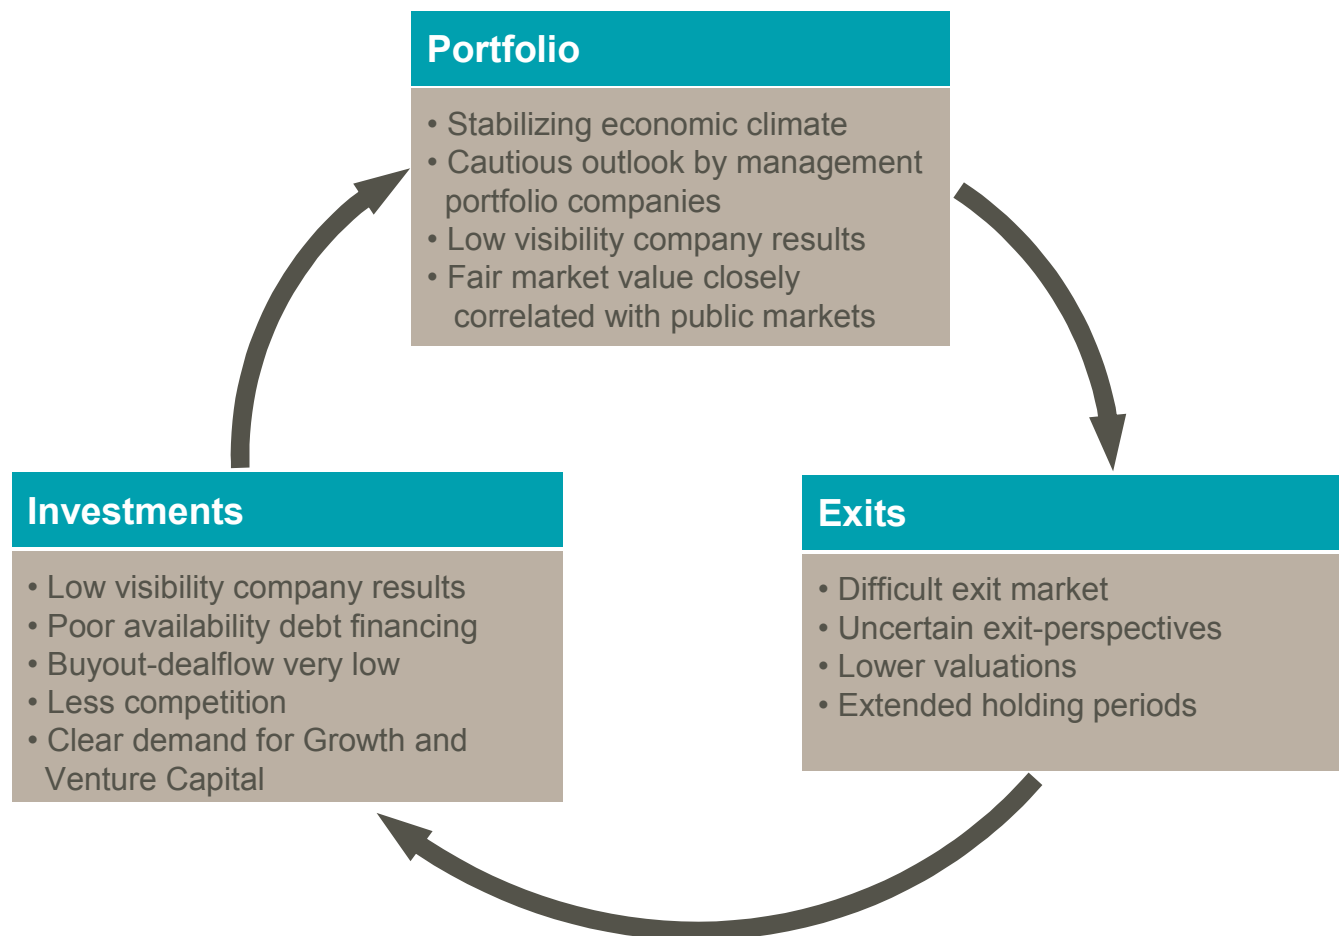 Portfolio
• Stabilizing economic climate
• Cautious outlook by management
portfolio companies
• Low visibility company results
• Fair market value closely
correlated with public markets
Investments
• Low visibility company results
• Poor availability debt financing
• Buyout-dealflow very low
• Less competition
• Clear demand for Growth and
Venture Capital
Exits
• Difficult exit market
• Uncertain exit-perspectives
• Lower valuations
• Extended holding periods